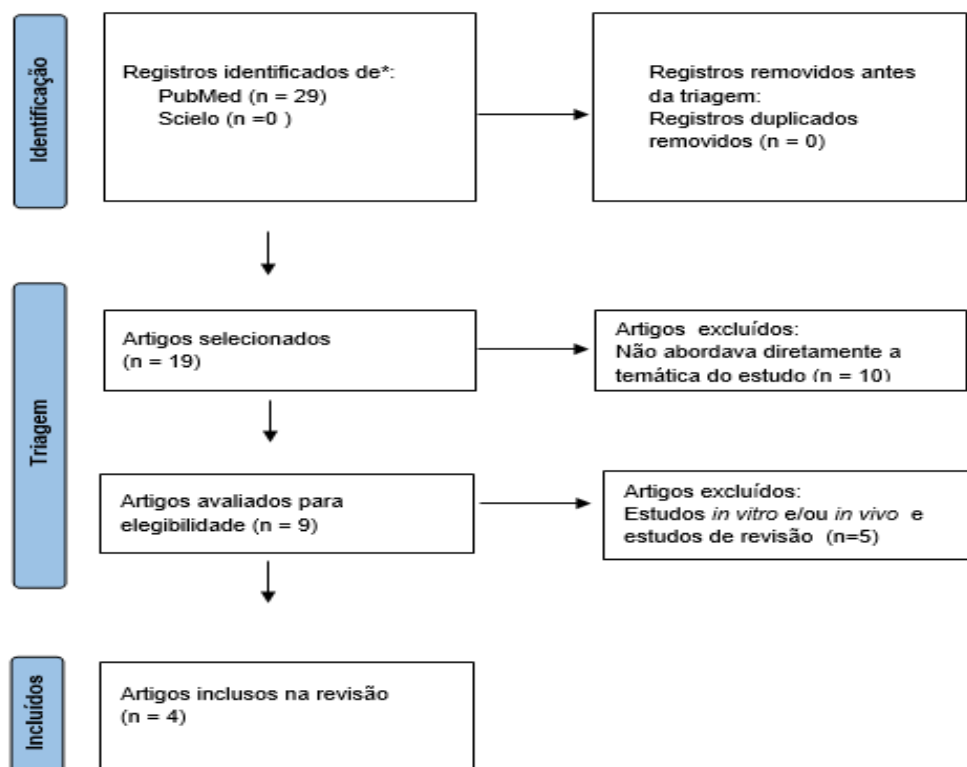 Identificação
Registros identificados de*:
PubMed (n = 29)
Scielo (n =0 )
Registros removidos antes
da triagem:
Registros duplicados
removidos (n = 0)
Triagem
Artigos selecionados
(n = 19)
Artigos excluídos:
Não abordava diretamente a
temática do estudo (n = 10)
Artigos avaliados para
elegibilidade (n = 9)
Artigos excluídos:
Estudos in vitro e/ou in vivo e
estudos de revisão (n=5)
Incluídos
Artigos inclusos na revisão
(n = 4)